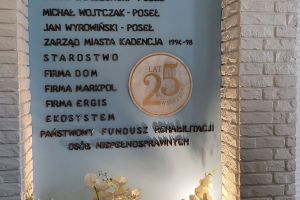 - POSEŁ
MICHAŁ WOJTCZAK - POSEŁ
JAN WYROWIŃSKI - POSEŁ
ZARZĄD MIASTA KADENCJA 1994-98
STAROSTWO
FIRMA DOM
FIRMA MARKPOL
FIRMA ERGIS
EKOSYSTEM
PAŃSTWOWY FUNDUSZ REHABILITACJI
OSÓB NIEPEŁNOSPRAWNYCH
LAT
25